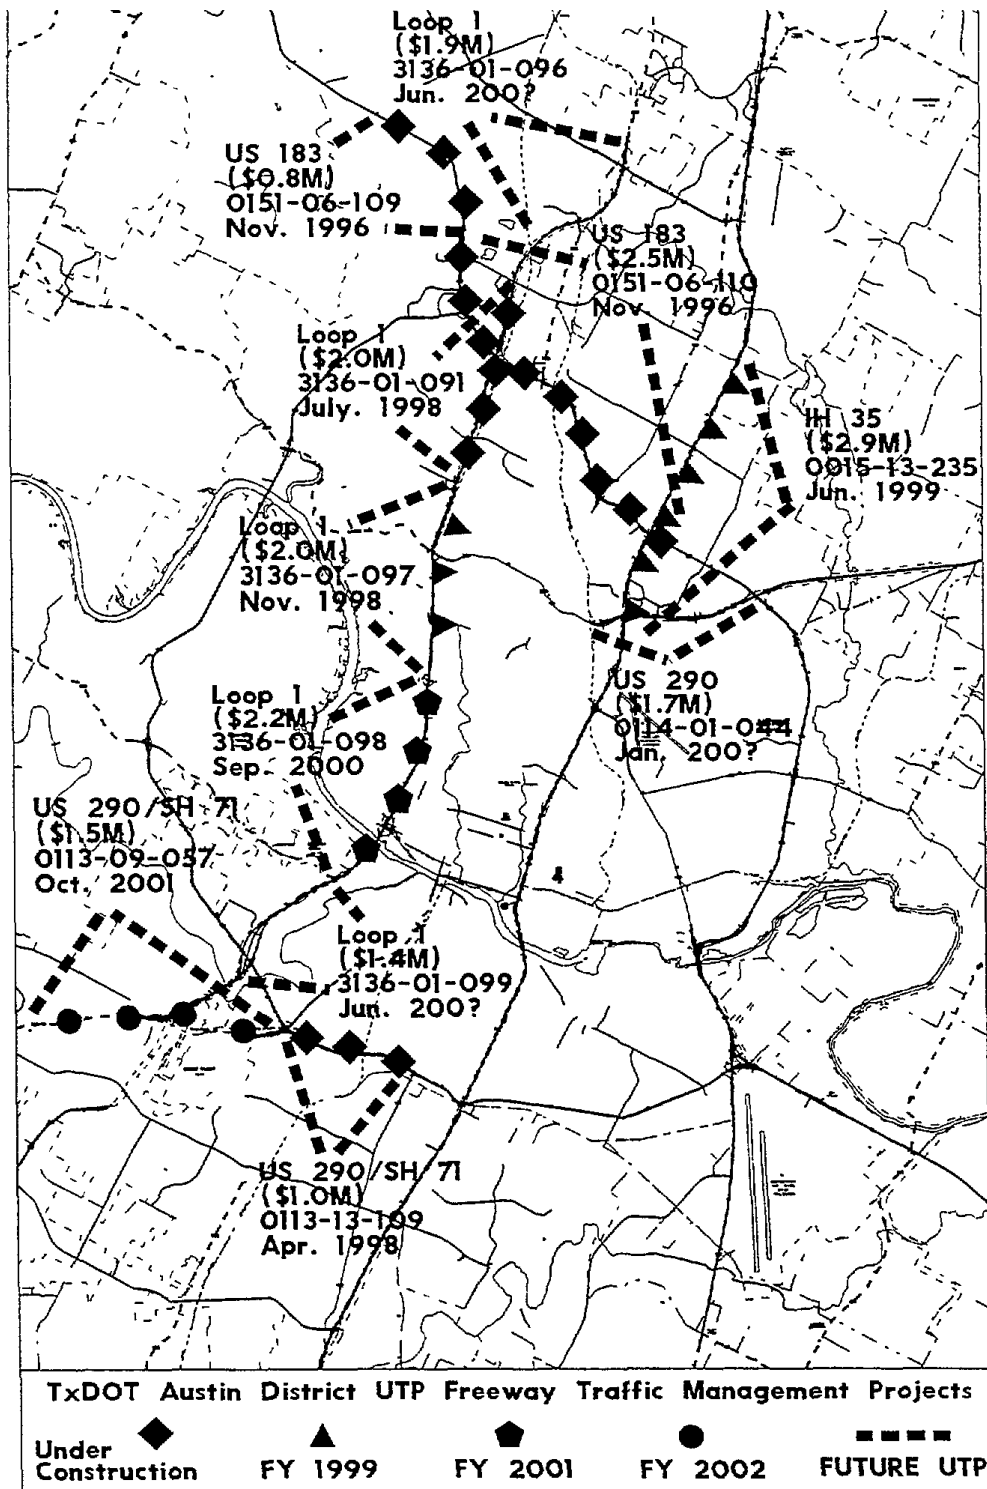 Loop 1
($1.9M)
3136-01-096
Jun. 200?
US 183
($0.8M)
0151-06-109
Nov. 1996
US 183
($2.5M)
0151-06-110
Nov. 1996
Loop 1
($2.0M)
3136-01-091
July. 1998
IH 35
($2.9M)
0015-13-235
Jun. 1999
Loop 1
($2.0M)
3136-01-097
Nov. 1998
US 290
($1.7M)
0114-01-044
Jan. 200?
Loop 1
($2.2M)
3136-01-098
Sep. 2000
US 290/SH 71
($1.5M)
0113-09-057
Oct. 2001
Loop 1
($1.4M)
3136-01-099
Jun. 200?
US 290/SH 71
($1.0M)
0113-13-109
Apr. 1998
TxDOT Austin District UTP Freeway Traffic Management Projects
Under
Construction
FY 1999
FY 2001
FY 2002
FUTURE UTP